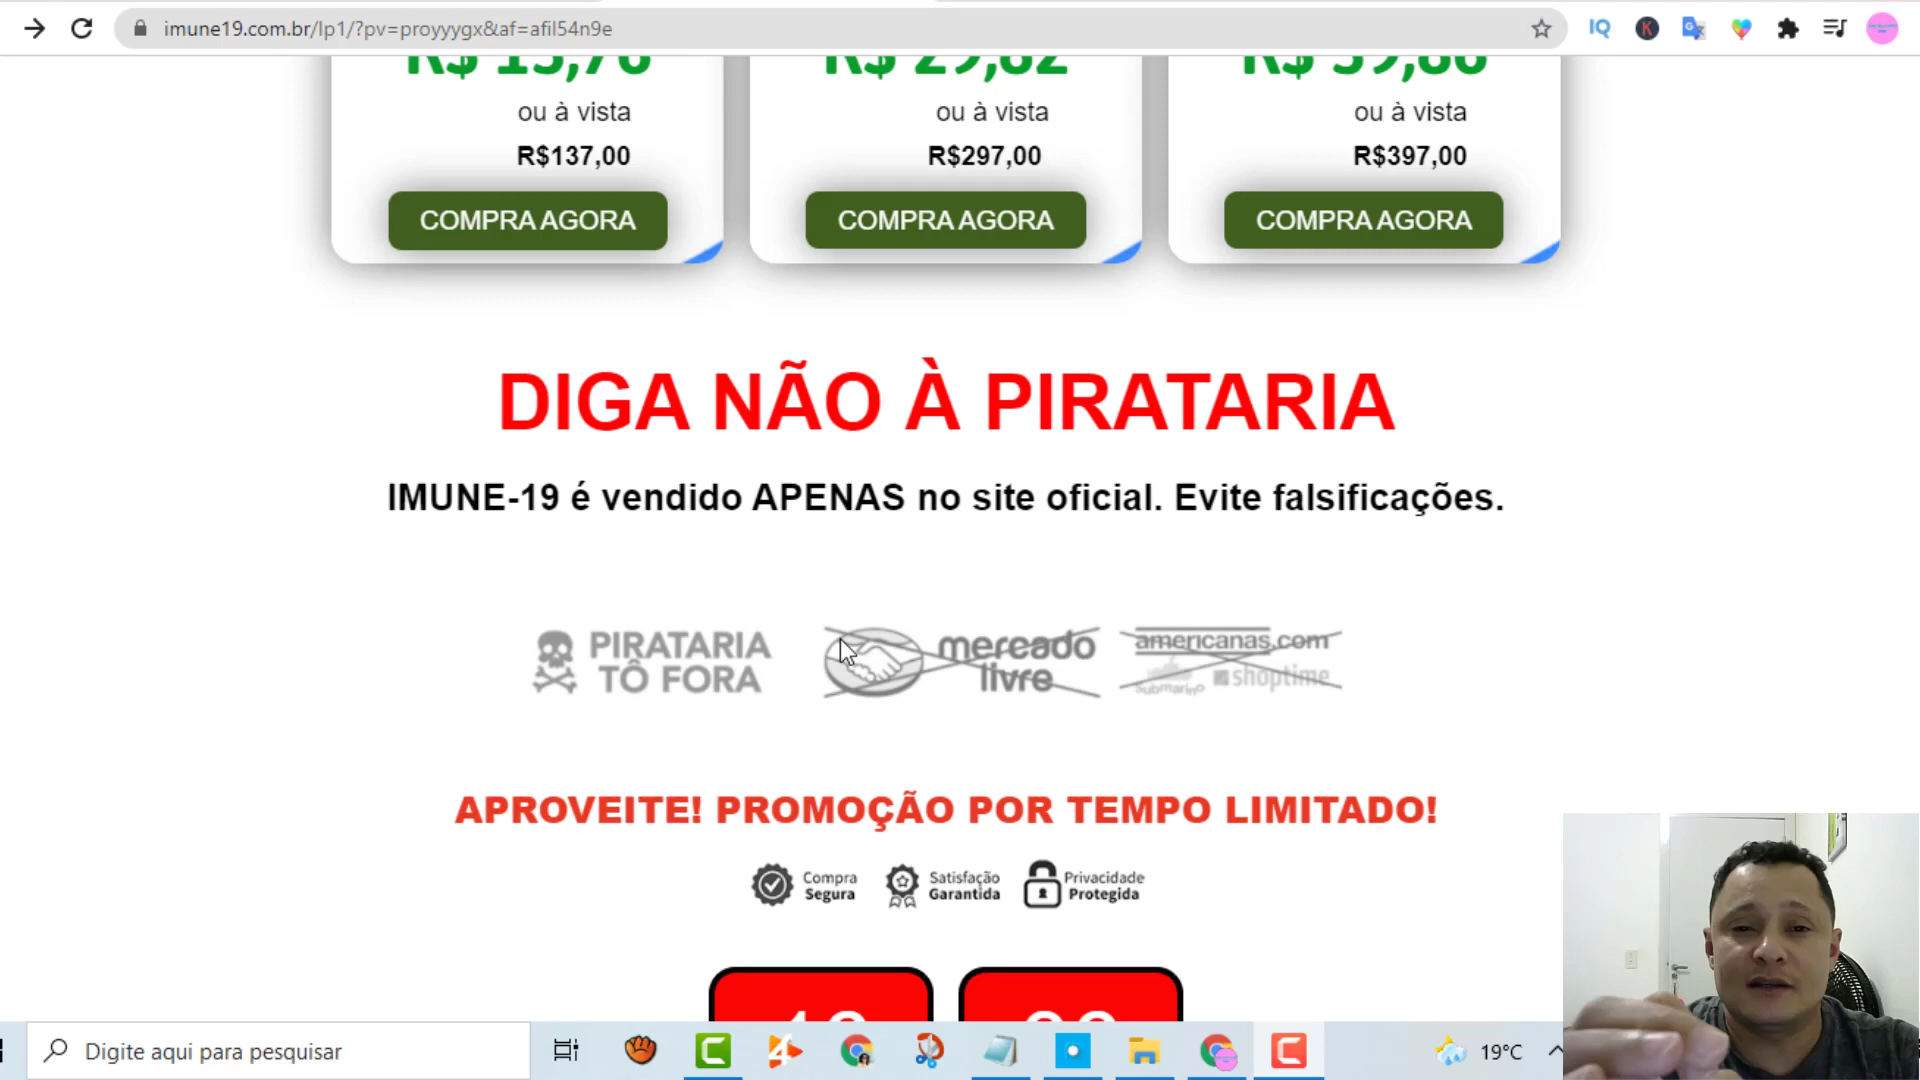 imune19.com.br/lp1/?pv=proyyygx&af=afil54n9e
IQ
K
ou à vista
R$137,00
COMPRA AGORA
ou à vista
R$297,00
COMPRA AGORA
ou à vista
R$397,00
COMPRA AGORA
DIGA NÃO À PIRATARIA
IMUNE-19 é vendido APENAS no site oficial. Evite falsificações.
PIRATARIA
TÔ FORA
mercado
livre
americanas.com
submarino
shoptime
APROVEITE! PROMOÇÃO POR TEMPO LIMITADO!
Compra
Segura
Satisfação
Garantida
Privacidade
Protegida
Digite aqui para pesquisar
19°C